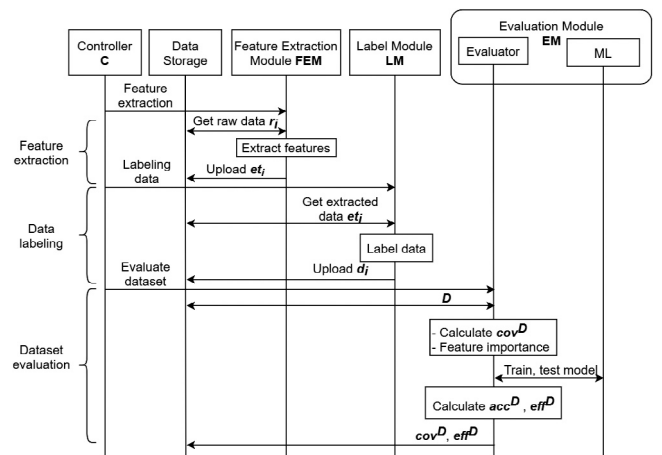 Evaluation Module
EM
Controller
C
Data
Storage
Feature Extraction
Module FEM
Label Module
LM
Evaluator
ML
Feature
extraction
Get raw data rᵢ
Extract features
Feature
extraction
Upload etᵢ
Labeling
data
Get extracted
data etᵢ
Data
labeling
Label data
Upload dᵢ
Evaluate
dataset
D
- Calculate covᴰ
- Feature importance
Dataset
evaluation
Train, test model
Calculate accᴰ , effᴰ
covᴰ, effᴰ